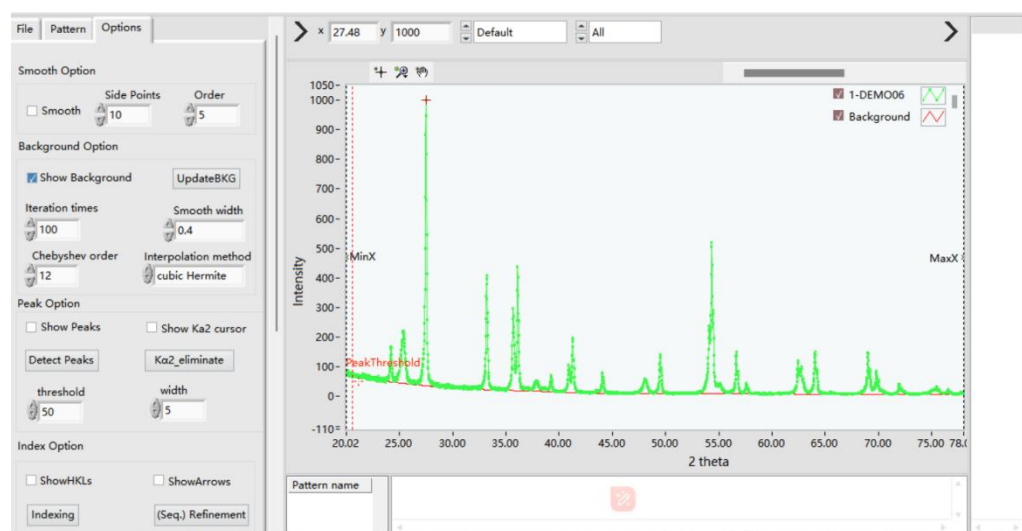 File Pattern Options
x 27.48 y 1000 Default All
Smooth Option
Side Points Order
Smooth 10 5
Background Option
Show Background UpdateBKG
Iteration times Smooth width
100 0.4
Chebyshev order Interpolation method
12 cubic Hermite
Peak Option
Show Peaks Show Ka2 cursor
Detect Peaks Kα2_eliminate
threshold width
50 5
Index Option
ShowHKLs ShowArrows
Indexing (Seq.) Refinement
1-DEMO06
Background
1050
1000
900
800
700
600
500
400
300
200
100
0
-110
Intensity
MinX
MaxX
PeakThreshold
20.02 25.00 30.00 35.00 40.00 45.00 50.00 55.00 60.00 65.00 70.00 75.00 78.0
2 theta
Pattern name